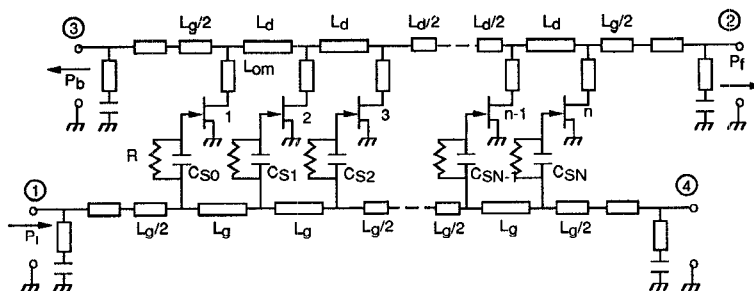 Lg/2 Ld Ld Ld/2 Ld/2 Ld Lg/2
3 2
Pb Lom Pf
1 2 3 n-1 n
R CS0 CS1 CS2 CSN-1 CSN
1 4
Pi
Lg/2 Lg Lg Lg/2 Lg/2 Lg Lg/2